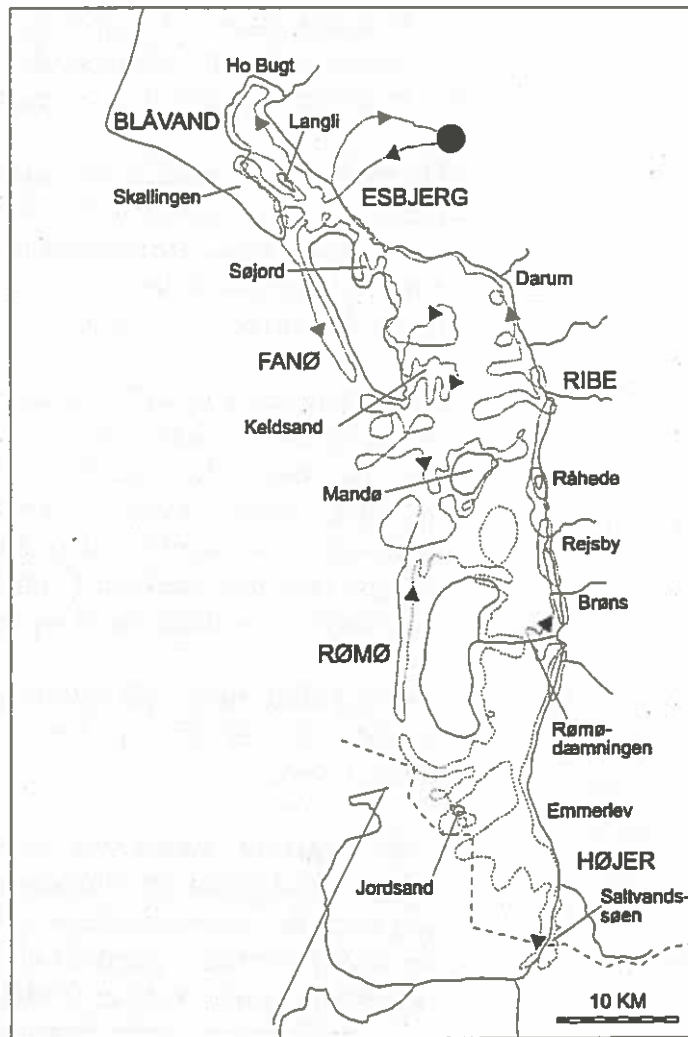 Ho Bugt
BLÅVAND
Langli
Skallingen
ESBJERG
Søjord
Darum
FANØ
RIBE
Keldsand
Mandø
Råhede
Rejsby
Brøns
RØMØ
Rømø-
dæmningen
Emmerlev
HØJER
Jordsand
Saltvands-
søen
10 KM